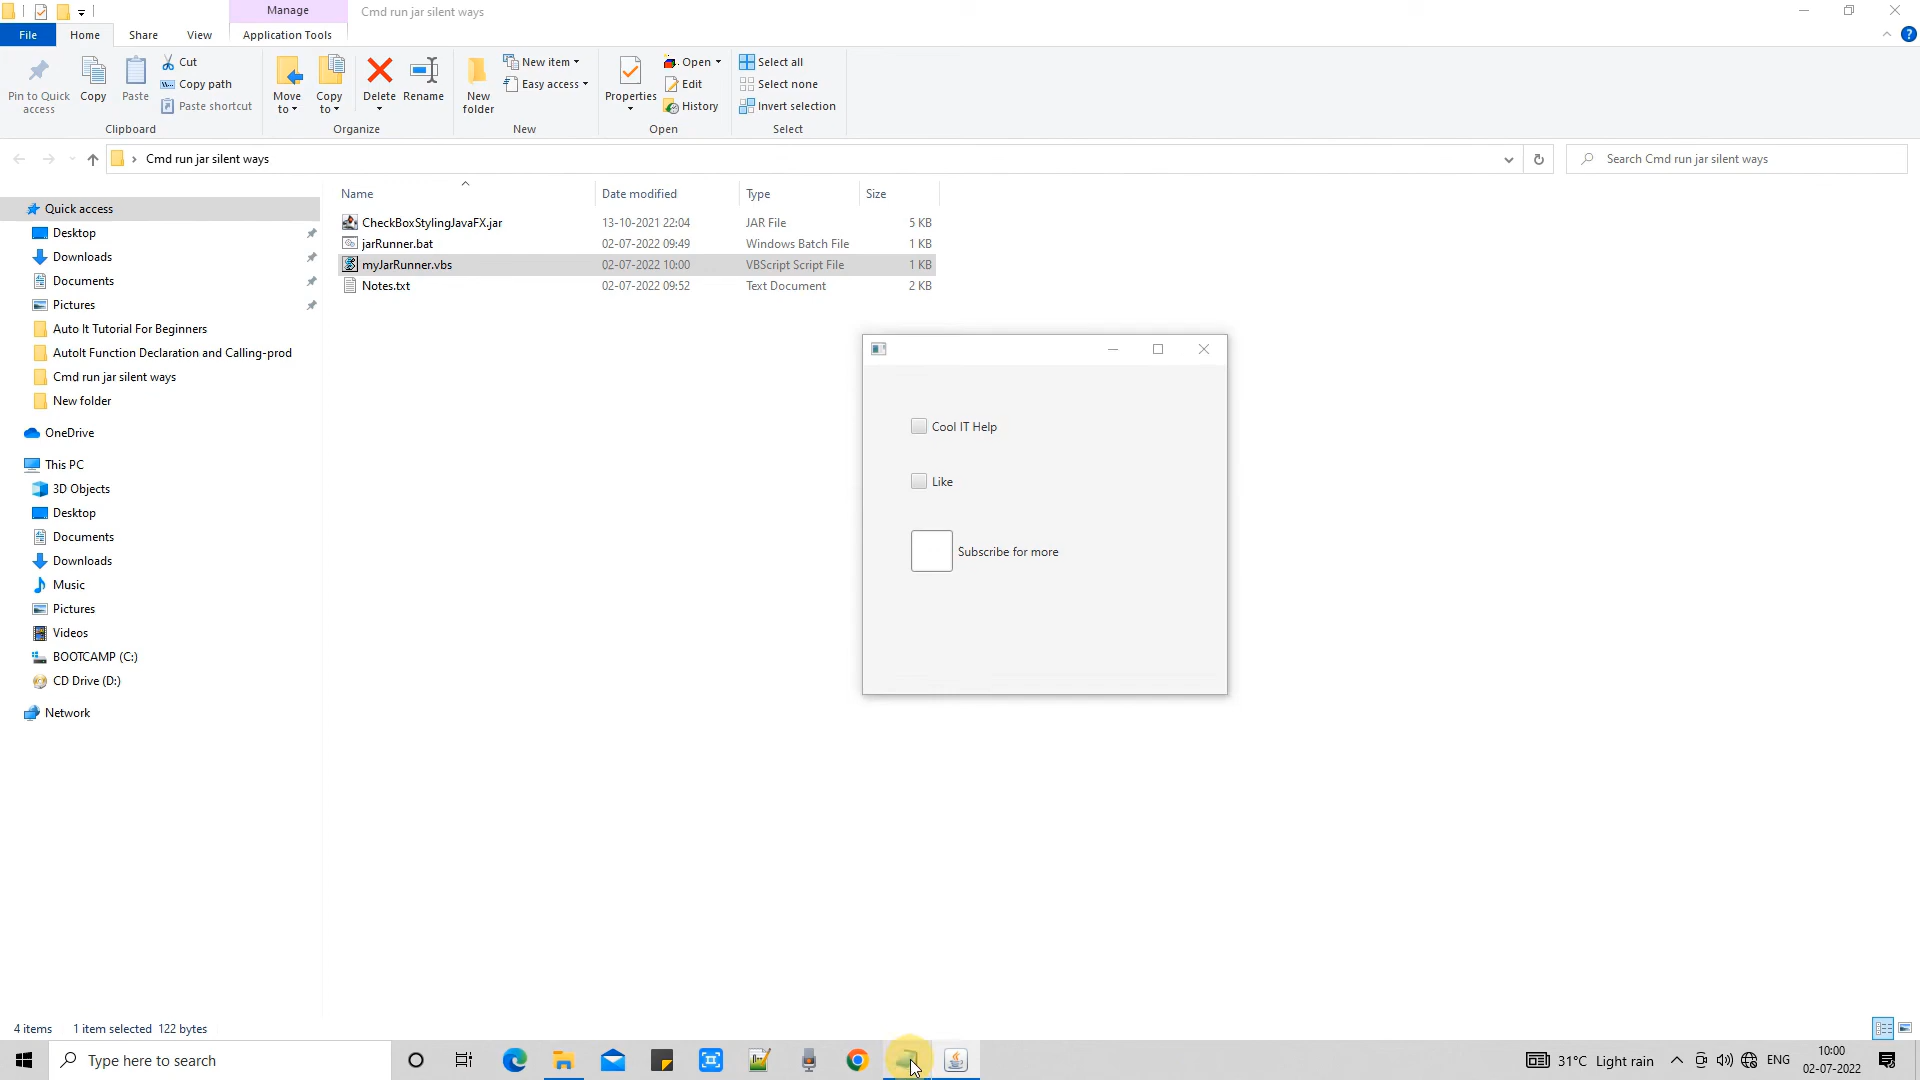 Manage
Cmd run jar silent ways
File
Home
Share
View
Application Tools
Pin to Quick access
Copy
Paste
Cut
Copy path
Paste shortcut
Clipboard
Move to
Copy to
Delete
Rename
Organize
New folder
New item
Easy access
New
Properties
Open
Edit
History
Open
Select all
Select none
Invert selection
Select
Cmd run jar silent ways
Search Cmd run jar silent ways
Name
Date modified
Type
Size
CheckBoxStylingJavaFX.jar 13-10-2021 22:04 JAR File 5 KB
jarRunner.bat 02-07-2022 09:49 Windows Batch File 1 KB
myJarRunner.vbs 02-07-2022 10:00 VBScript Script File 1 KB
Notes.txt 02-07-2022 09:52 Text Document 2 KB
Quick access
Desktop
Downloads
Documents
Pictures
Auto It Tutorial For Beginners
AutoIt Function Declaration and Calling-prod
Cmd run jar silent ways
New folder
OneDrive
This PC
3D Objects
Desktop
Documents
Downloads
Music
Pictures
Videos
BOOTCAMP (C:)
CD Drive (D:)
Network
Cool IT Help
Like
Subscribe for more
4 items 1 item selected 122 bytes
Type here to search
31°C Light rain
ENG
10:00
02-07-2022